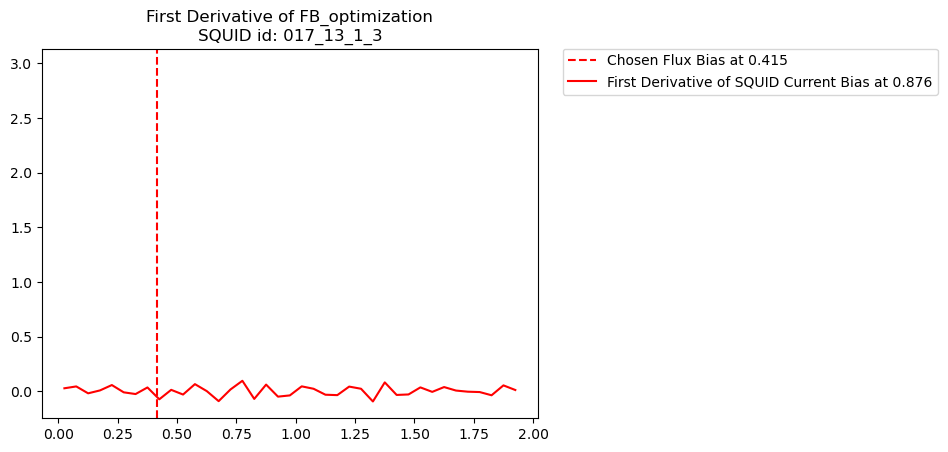 First Derivative of FB_optimization
SQUID id: 017_13_1_3
Chosen Flux Bias at 0.415
First Derivative of SQUID Current Bias at 0.876
3.0
2.5
2.0
1.5
1.0
0.5
0.0
0.00 0.25 0.50 0.75 1.00 1.25 1.50 1.75 2.00